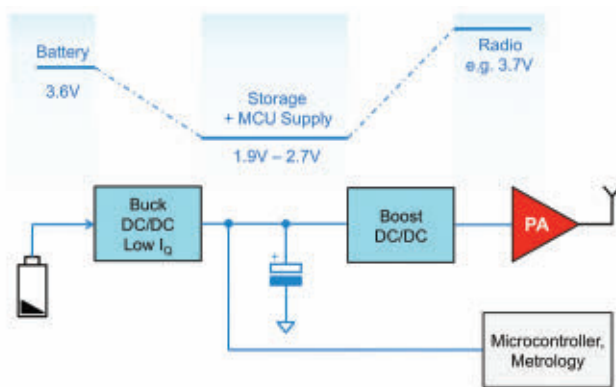 Battery
3.6V
Storage
+ MCU Supply
1.9V – 2.7V
Radio
e.g. 3.7V
Buck
DC/DC
Low IQ
+
Boost
DC/DC
PA
Microcontroller,
Metrology